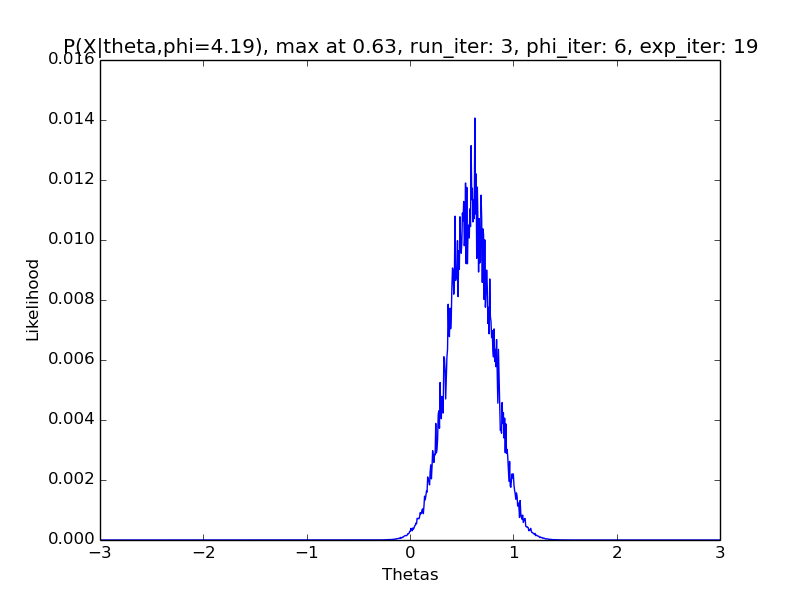 P(X|theta,phi=4.19), max at 0.63, run_iter: 3, phi_iter: 6, exp_iter: 19
0.016
0.014
0.012
0.010
0.008
0.006
0.004
0.002
0.000
Likelihood
−3 −2 −1 0 1 2 3
Thetas